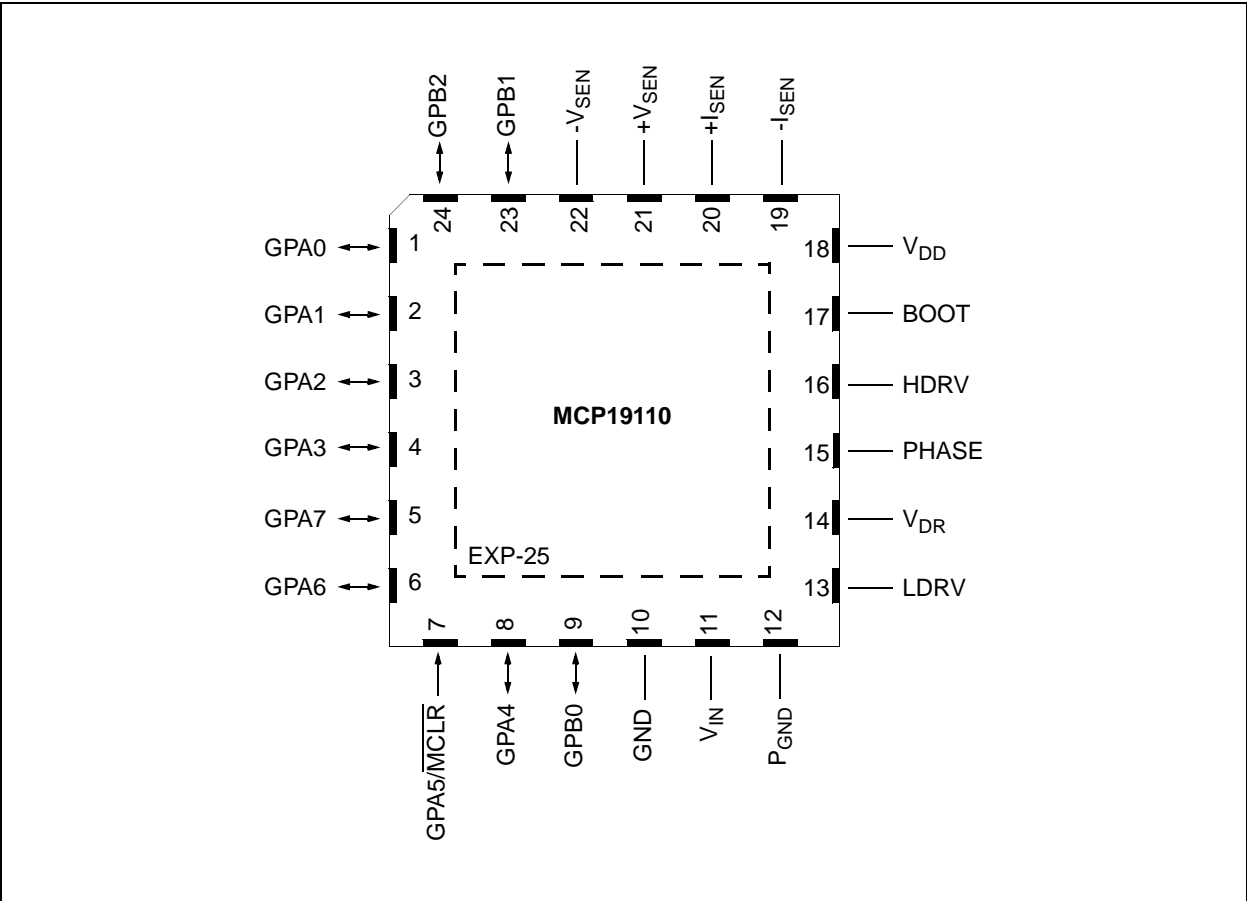 GPB2
GPB1
-VSEN
+VSEN
+ISEN
-ISEN
24
23
22
21
20
19
GPA0
1
18
VDD
GPA1
2
17
BOOT
GPA2
3
16
HDRV
MCP19110
GPA3
4
15
PHASE
GPA7
5
14
VDR
EXP-25
GPA6
6
13
LDRV
7
8
9
10
11
12
GPA5/MCLR
GPA4
GPB0
GND
VIN
PGND